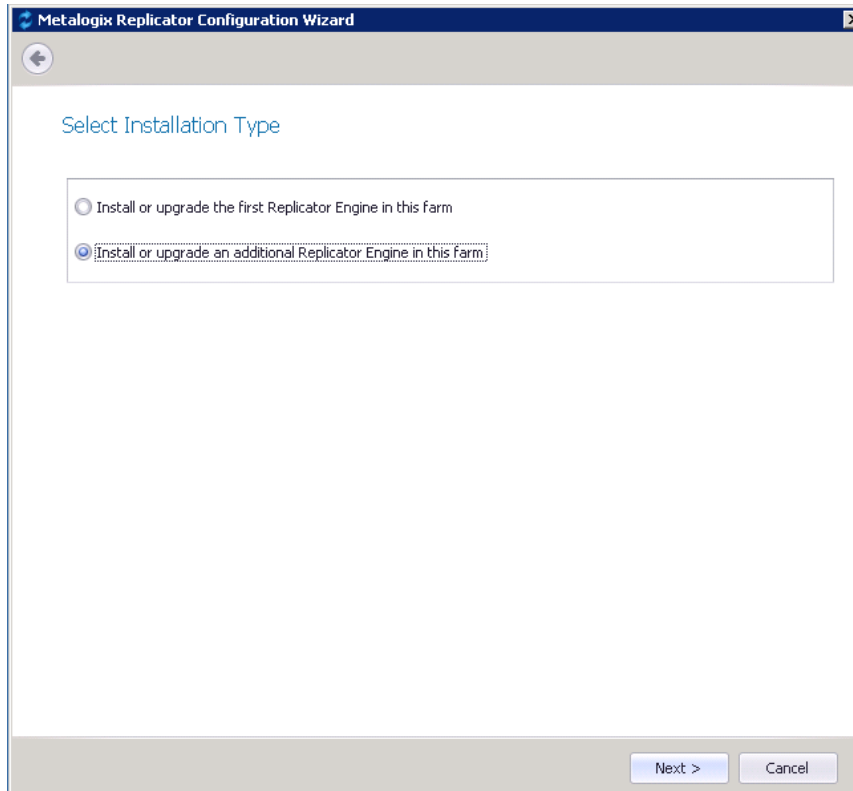 Metalogix Replicator Configuration Wizard
Select Installation Type
Install or upgrade the first Replicator Engine in this farm
Install or upgrade an additional Replicator Engine in this farm
Next >
Cancel